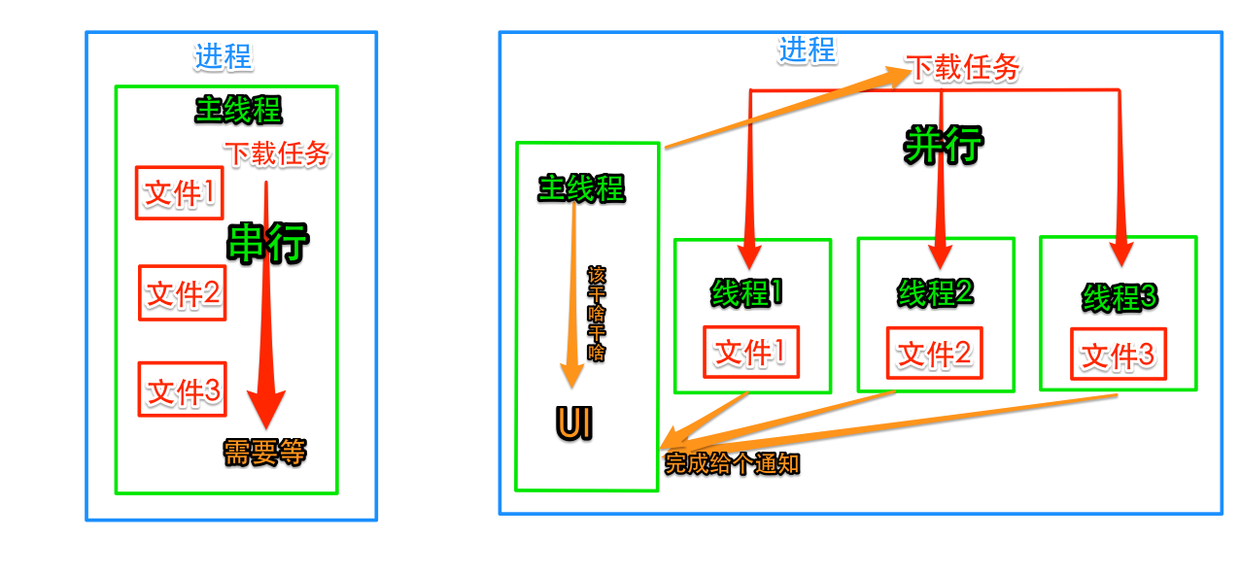 进程
主线程
下载任务
文件1
串行
文件2
文件3
需要等
进程
下载任务
并行
主线程
该干啥干啥
UI
线程1
文件1
线程2
文件2
线程3
文件3
完成给个通知